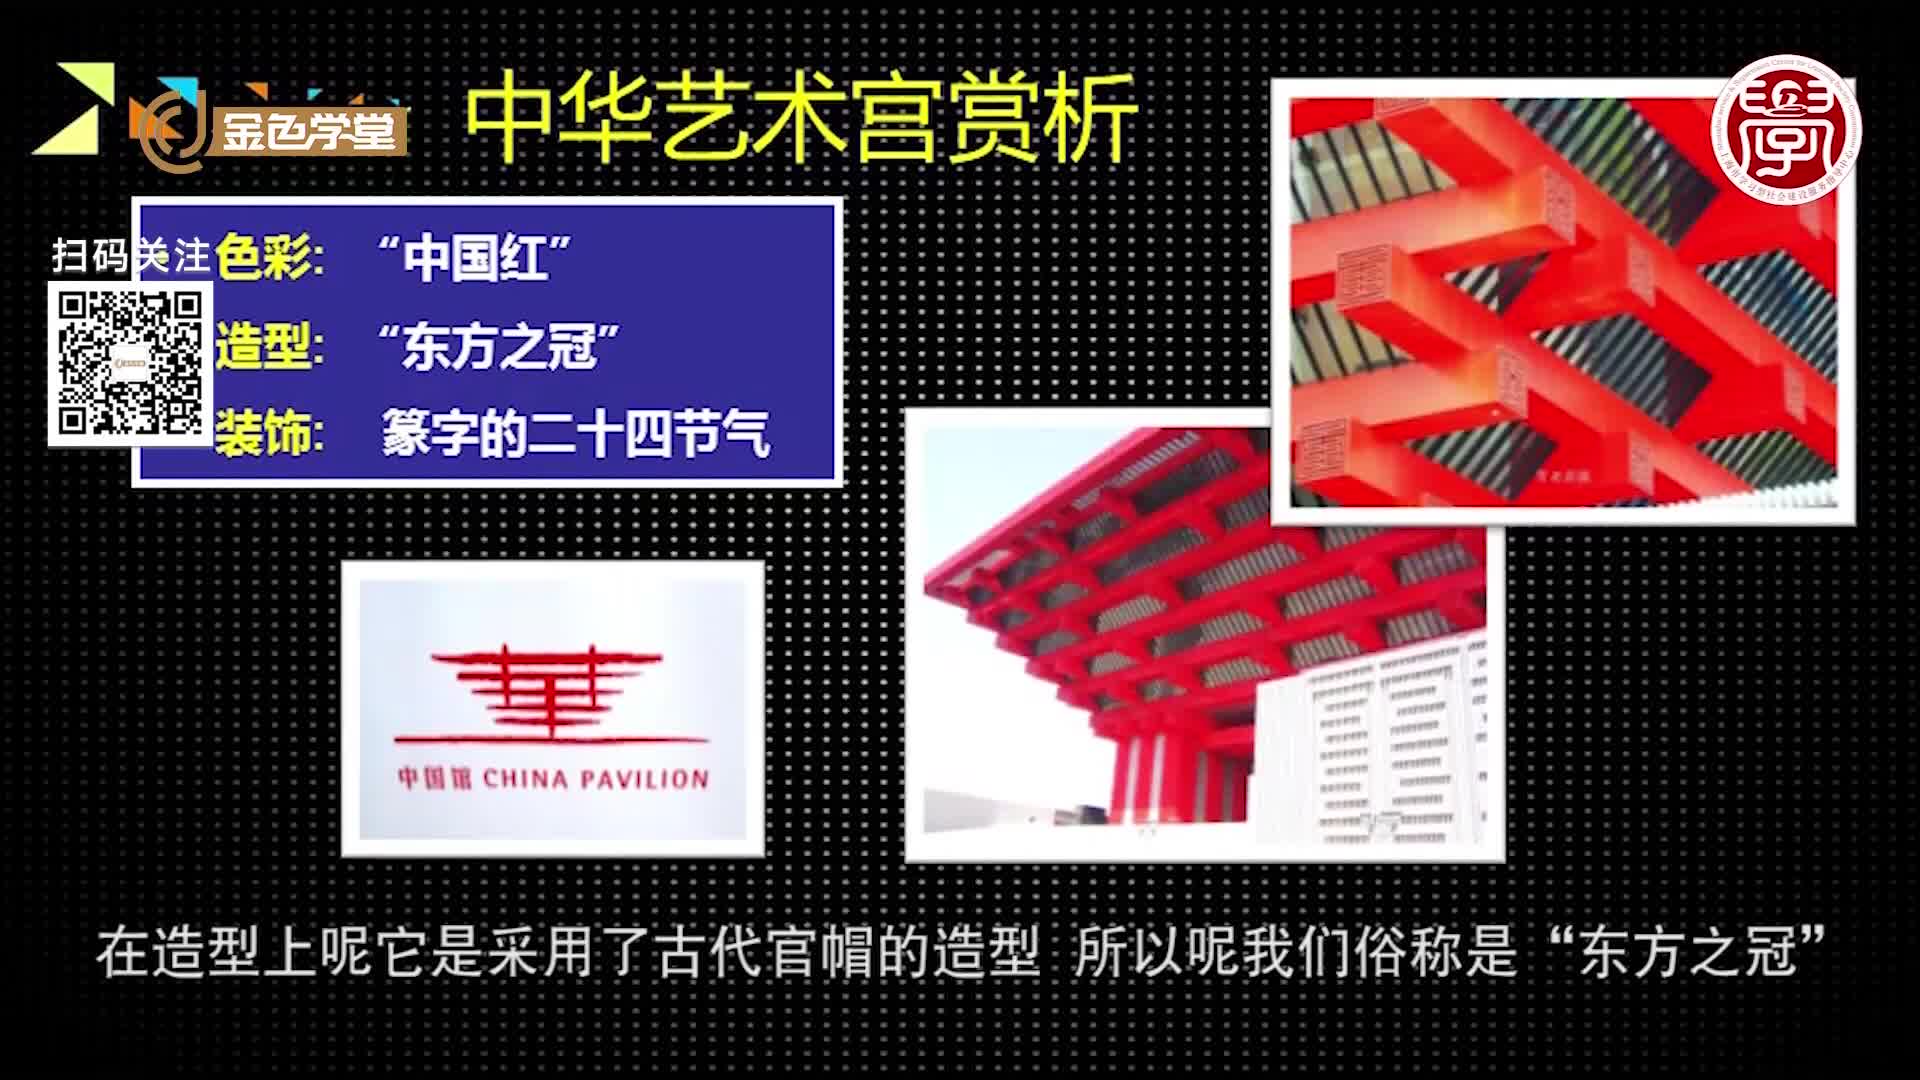 中华艺术宫赏析
金色学堂
扫码关注
色彩: “中国红”
造型: “东方之冠”
装饰: 篆字的二十四节气
中国馆 CHINA PAVILION
在造型上呢它是采用了古代官帽的造型 所以呢我们俗称是“东方之冠”